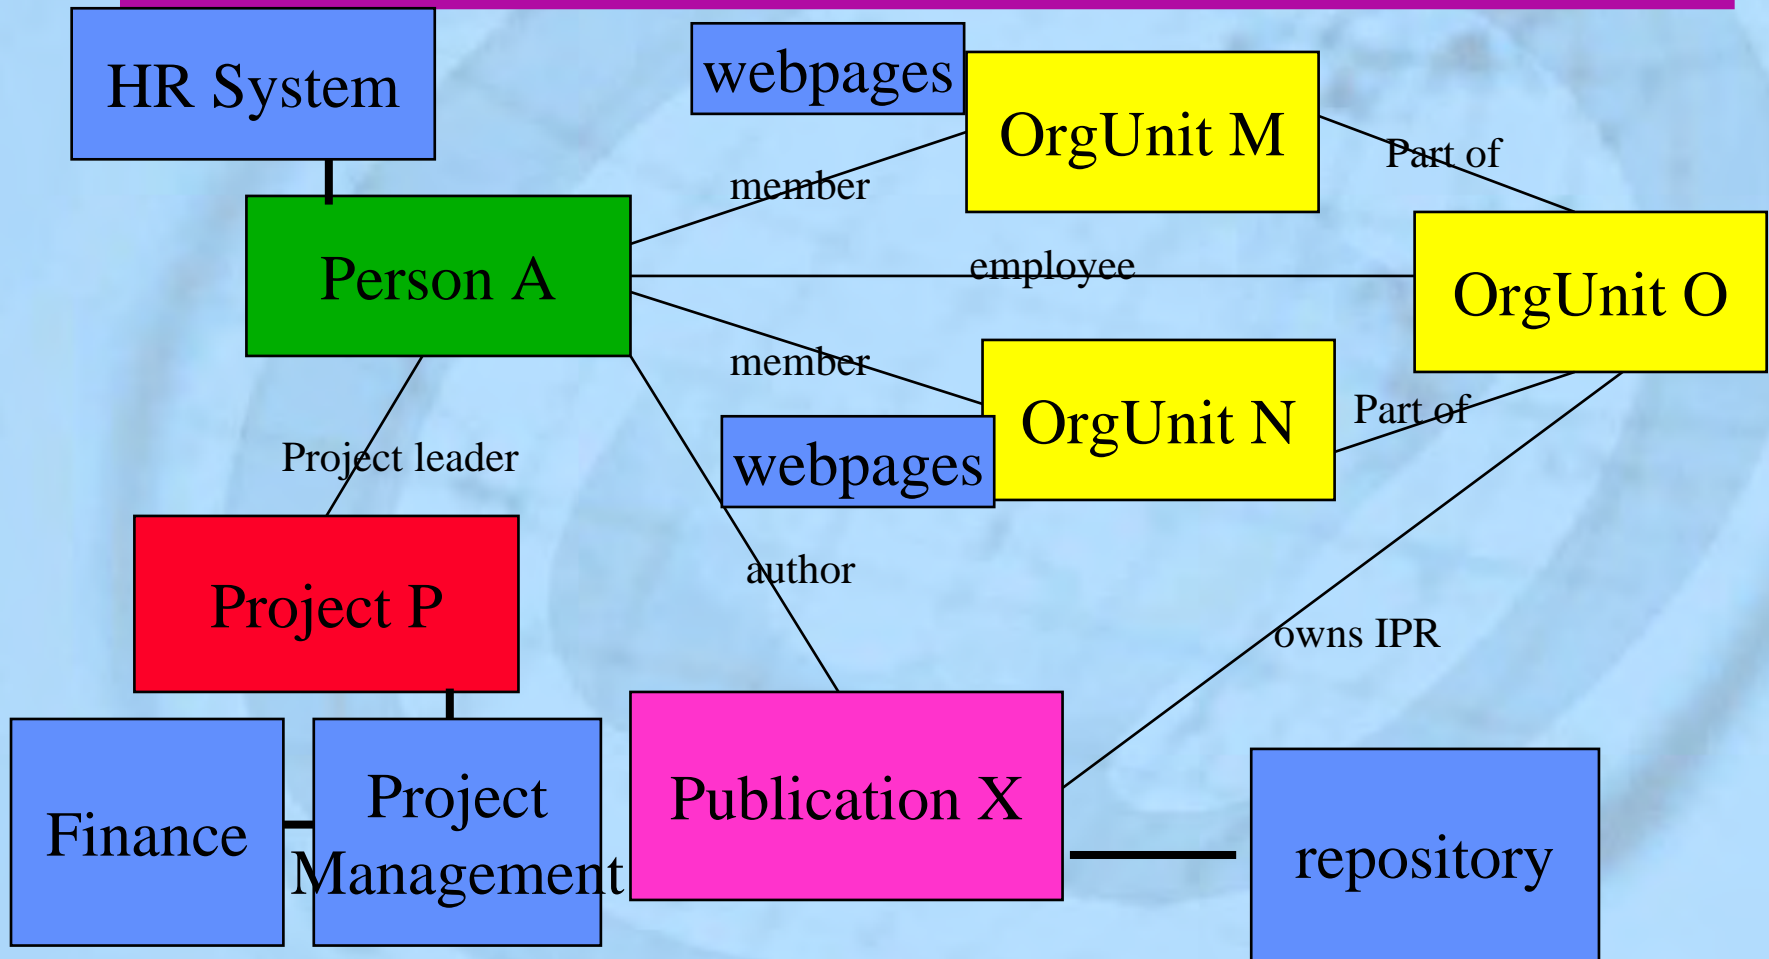 HR System
webpages
OrgUnit M
Part of
member
Person A
employee
OrgUnit O
member
OrgUnit N
Part of
webpages
Project leader
author
Project P
owns IPR
Project
Management
Finance
Publication X
repository